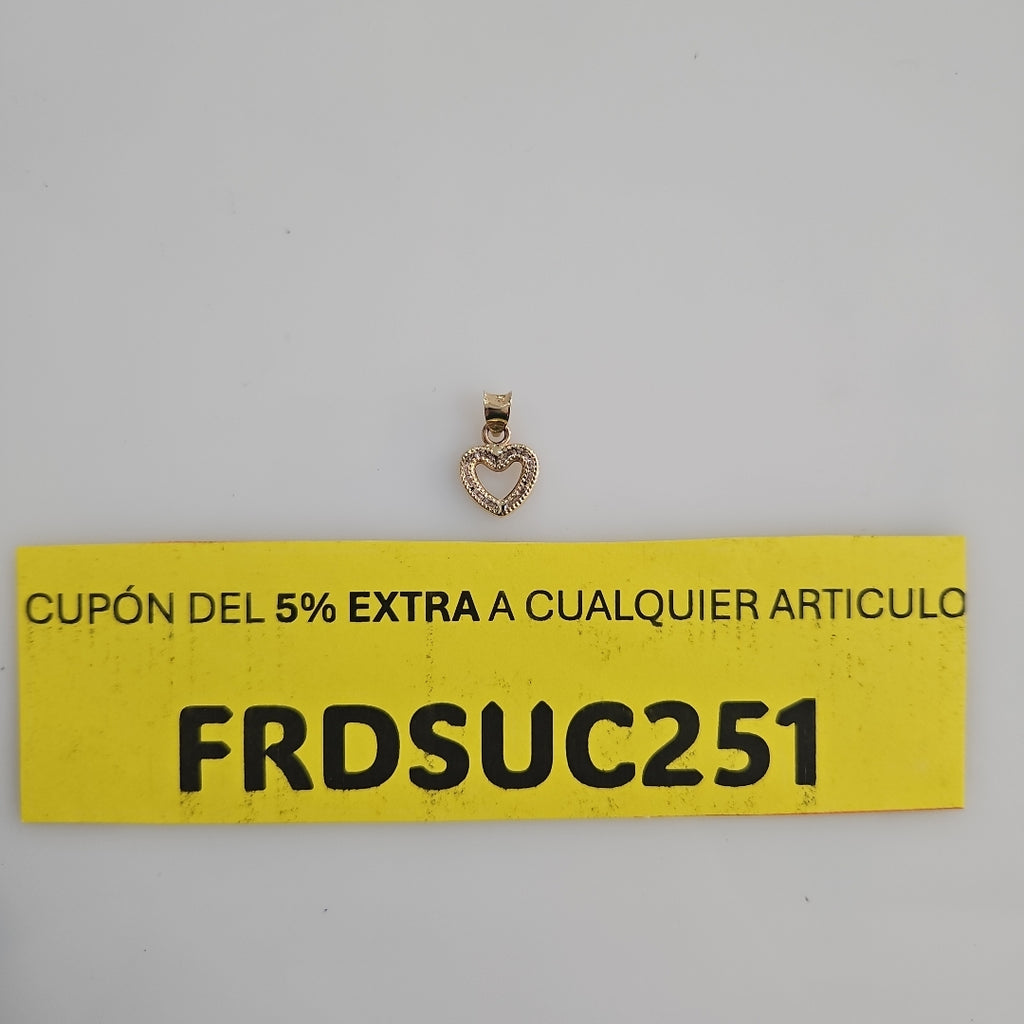 CUPÓN DEL 5% EXTRA A CUALQUIER ARTICULO
FRDSUC251